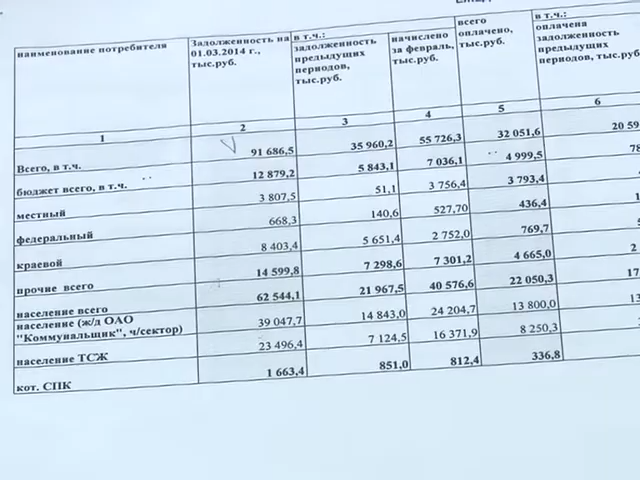 наименование потребителя
Задолженность на
01.03.2014 г.,
тыс.руб.
в т.ч.:
задолженность
предыдущих
периодов,
тыс.руб.
начислено
за февраль,
тыс.руб.
всего
оплачено,
тыс.руб.
в т.ч.:
оплачена
задолженность
предыдущих
периодов, тыс.руб.
1 2 3 4 5 6
Всего, в т.ч. 91 686,5 35 960,2 55 726,3 32 051,6 20 59
бюджет всего, в т.ч. 12 879,2 5 843,1 7 036,1 4 999,5 78
местный 3 807,5 51,1 3 756,4 3 793,4
федеральный 668,3 140,6 527,70 436,4
краевой 8 403,4 5 651,4 2 752,0 769,7
прочие всего 14 599,8 7 298,6 7 301,2 4 665,0 2
население всего 62 544,1 21 967,5 40 576,6 22 050,3 17
население (ж/д ОАО
"Коммунальщик", ч/сектор) 39 047,7 14 843,0 24 204,7 13 800,0 13
население ТСЖ 23 496,4 7 124,5 16 371,9 8 250,3
кот. СПК 1 663,4 851,0 812,4 336,8